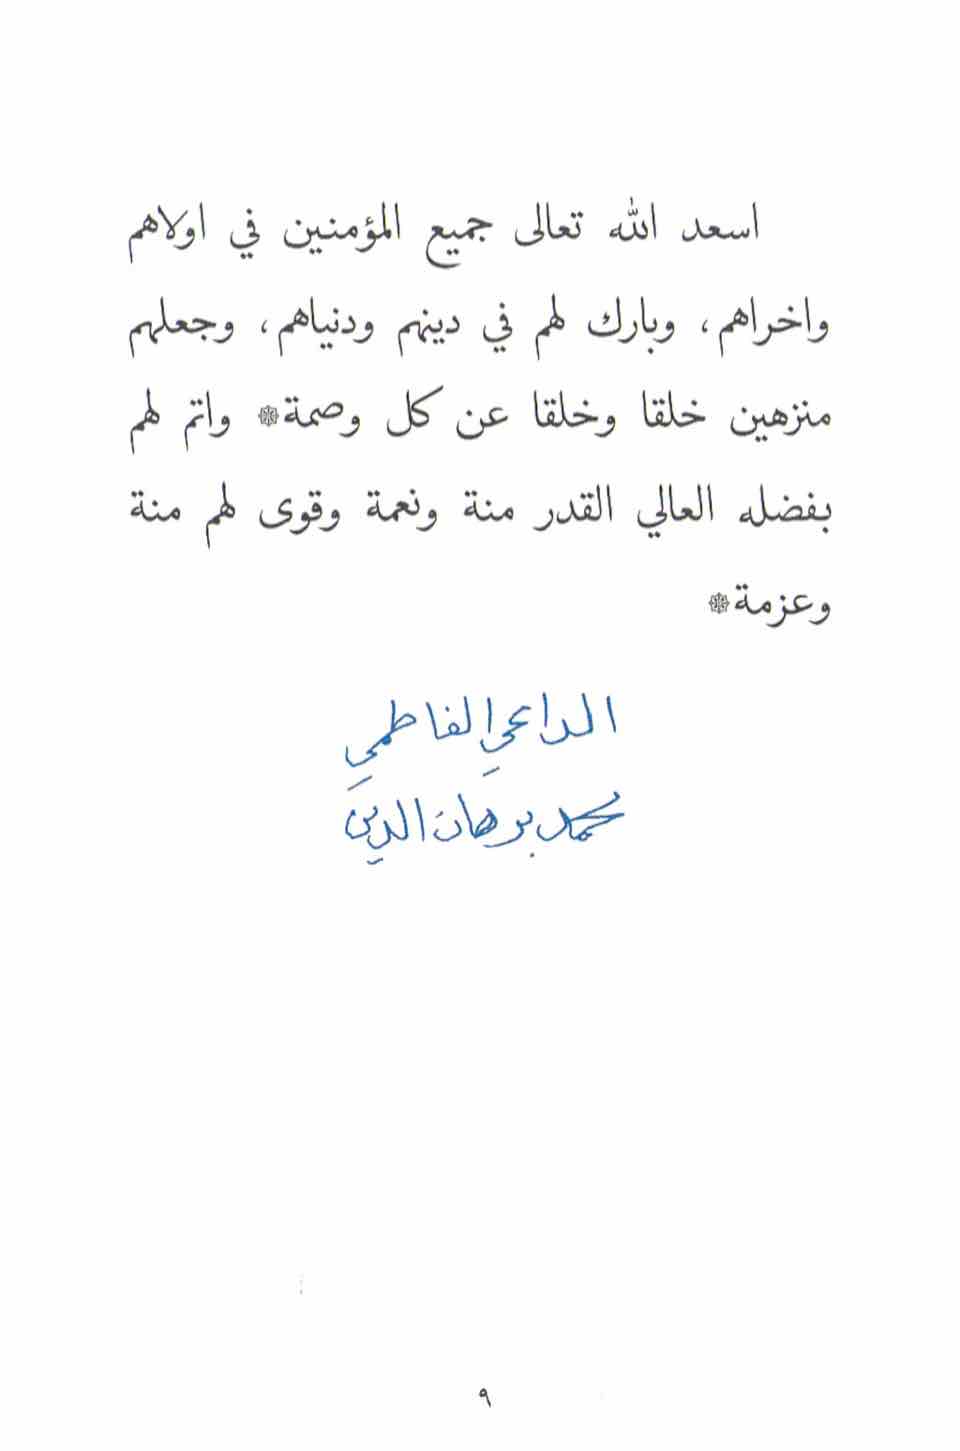 اسعد الله تعالى جميع المؤمنين في اولاهم
واخراهم، وبارك لهم في دينهم ودنياهم، وجعلهم
منزهين خلقا وخلقا عن كل وصمة* واتم لهم
بفضله العالي القدر منة ونعمة وقوى لهم منة
وعزمة*
الداعي الفاطمي
محمد برهان الدين
٩